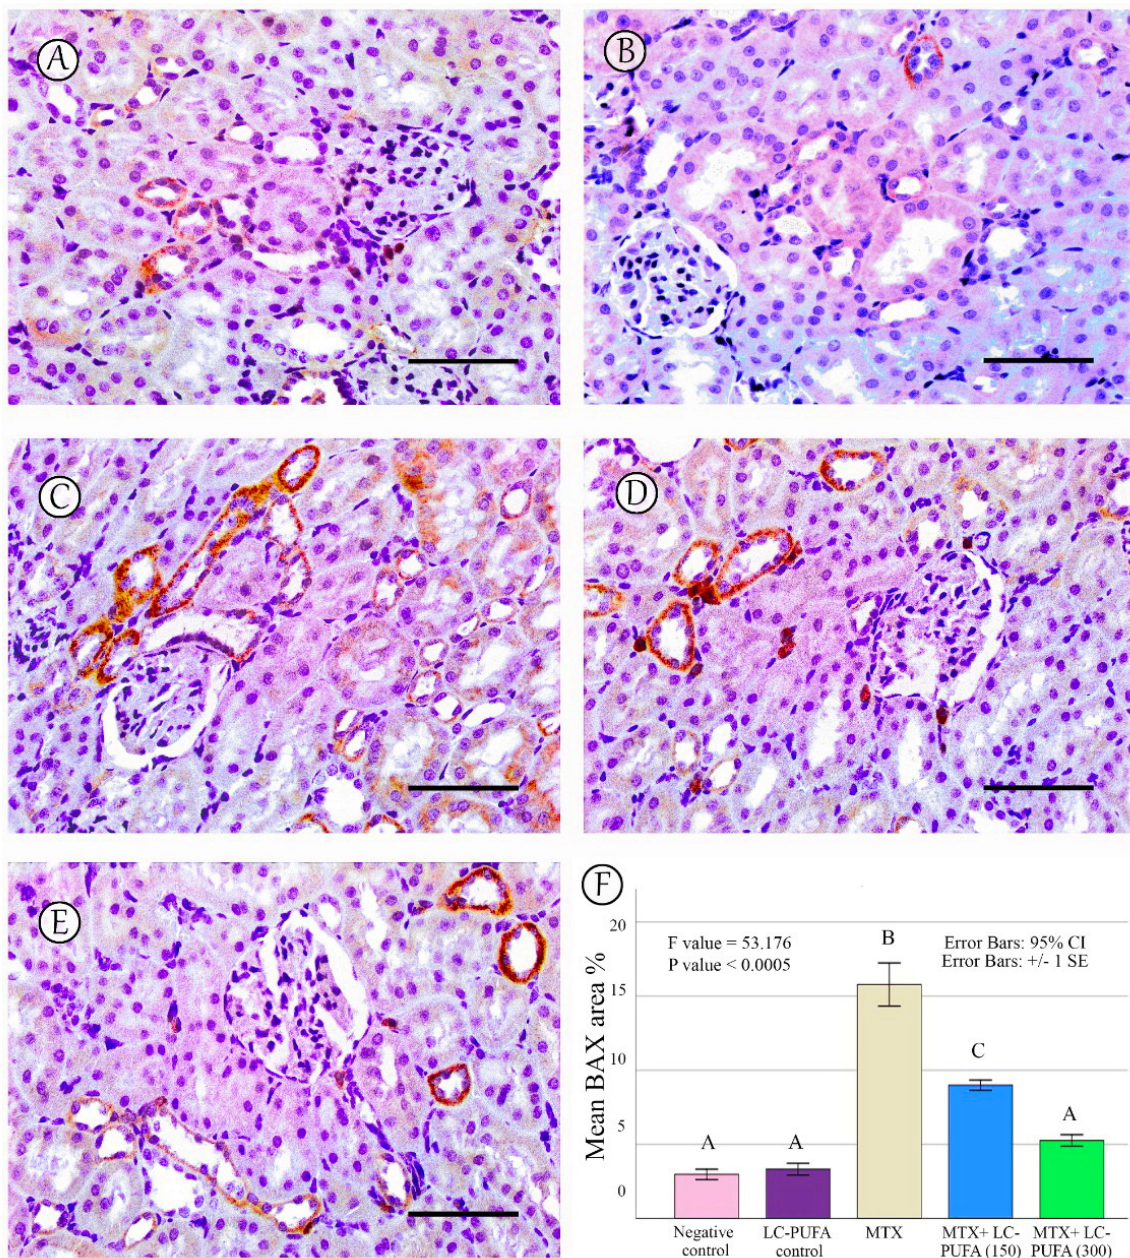 A
B
C
D
E
F
Mean BAX area %
20
15
10
5
0
F value = 53.176
P value < 0.0005
Error Bars: 95% CI
Error Bars: +/- 1 SE
A
A
B
C
A
Negative
control
LC-PUFA
control
MTX
MTX+ LC-
PUFA (150)
MTX+ LC-
PUFA (300)